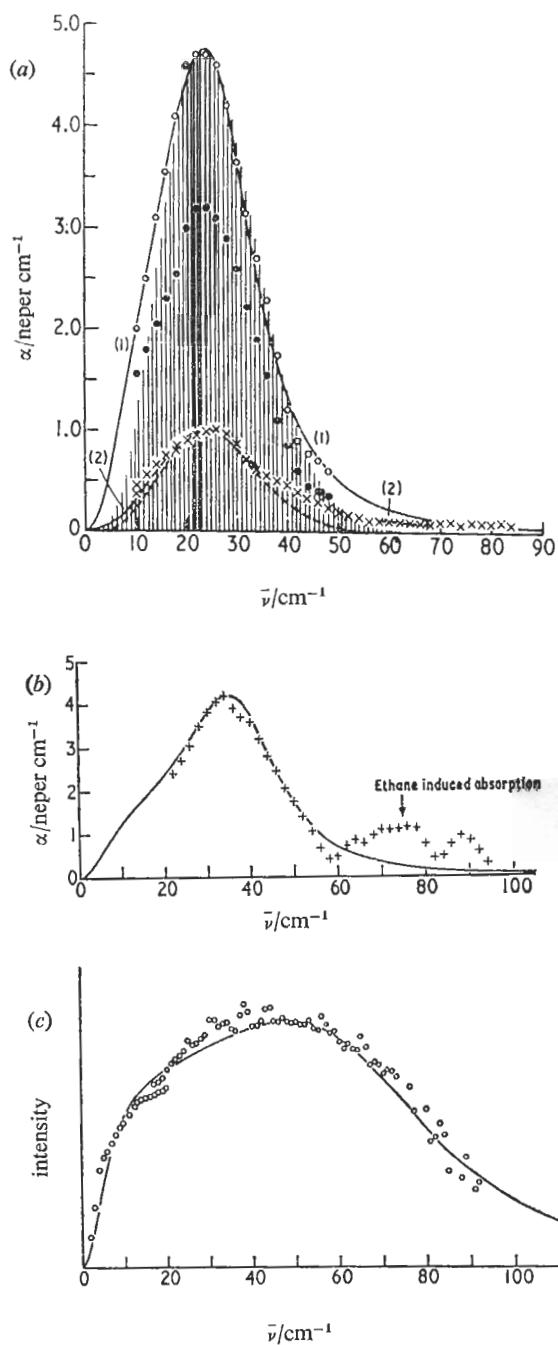 (a)
5.0
4.0
3.0
2.0
1.0
0
α/neper cm⁻¹
(1)
(2)
(1)
(2)
0 10 20 30 40 50 60 70 80 90
ν̄/cm⁻¹
(b)
5
4
3
2
1
0
α/neper cm⁻¹
Ethane induced absorption
20 40 60 80 100
ν̄/cm⁻¹
(c)
intensity
0 20 40 60 80 100
ν̄/cm⁻¹